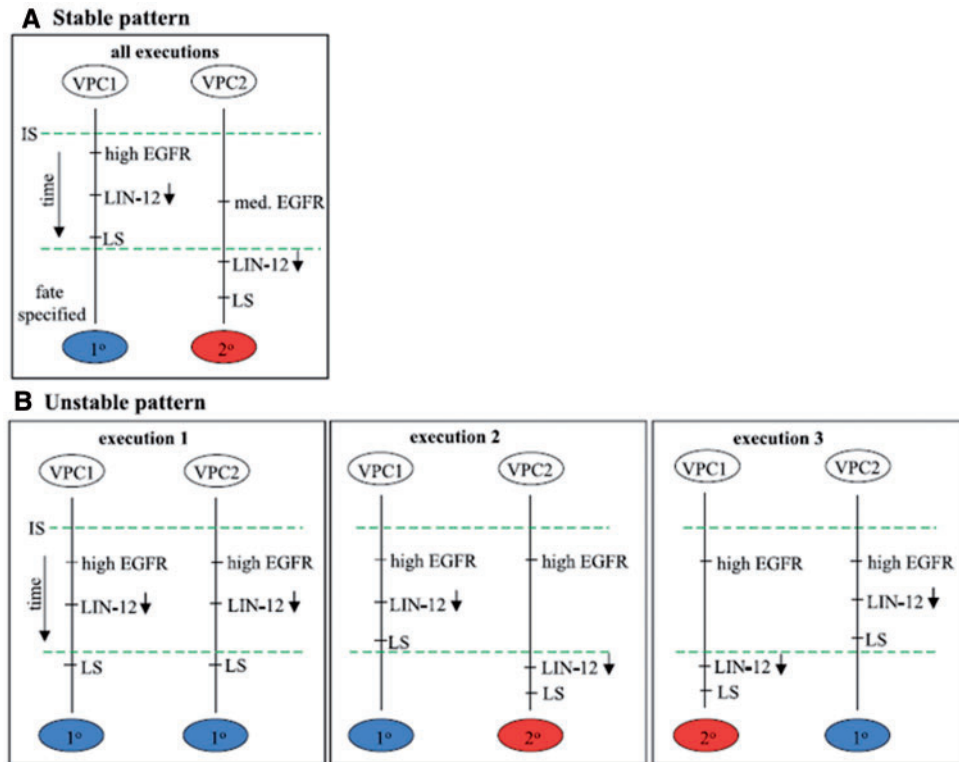 A Stable pattern
all executions
VPC1 VPC2
IS
high EGFR
time
LIN-12
med. EGFR
LS
LIN-12
LS
fate
specified
1° 2°
B Unstable pattern
execution 1
VPC1 VPC2
IS
high EGFR high EGFR
time
LIN-12 LIN-12
LS LS
1° 1°
execution 2
VPC1 VPC2
high EGFR high EGFR
LIN-12
LS
LIN-12
LS
1° 2°
execution 3
VPC1 VPC2
high EGFR high EGFR
LIN-12
LS
LIN-12
LS
2° 1°